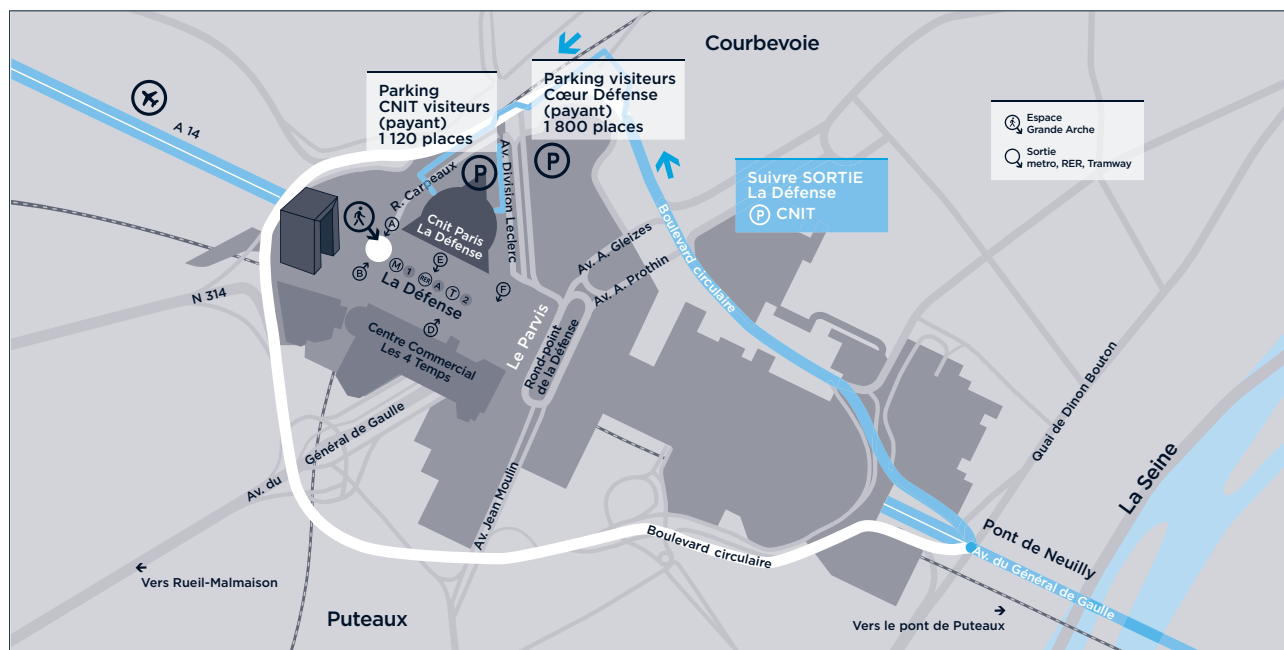 Courbevoie
Parking
CNIT visiteurs
(payant)
1 120 places
Parking visiteurs
Cœur Défense
(payant)
1 800 places
Espace
Grande Arche
Sortie
metro, RER, Tramway
A 14
P
P
Suivre SORTIE
La Défense
P CNIT
R. Carpeaux
Av. Division Leclerc
Cnit Paris
La Défense
A
B
E
F
D
M 1 RER A T 2
La Défense
Av. A. Gleizes
Av. A. Prothin
Boulevard circulaire
N 314
Le Parvis
Rond-point
de la Défense
Centre Commercial
Les 4 Temps
Av. du Général de Gaulle
Av. Jean Moulin
Quai de Dinon Bouton
La Seine
Pont de Neuilly
Av. du Général de Gaulle
Boulevard circulaire
← Vers Rueil-Malmaison
Puteaux
→ Vers le pont de Puteaux